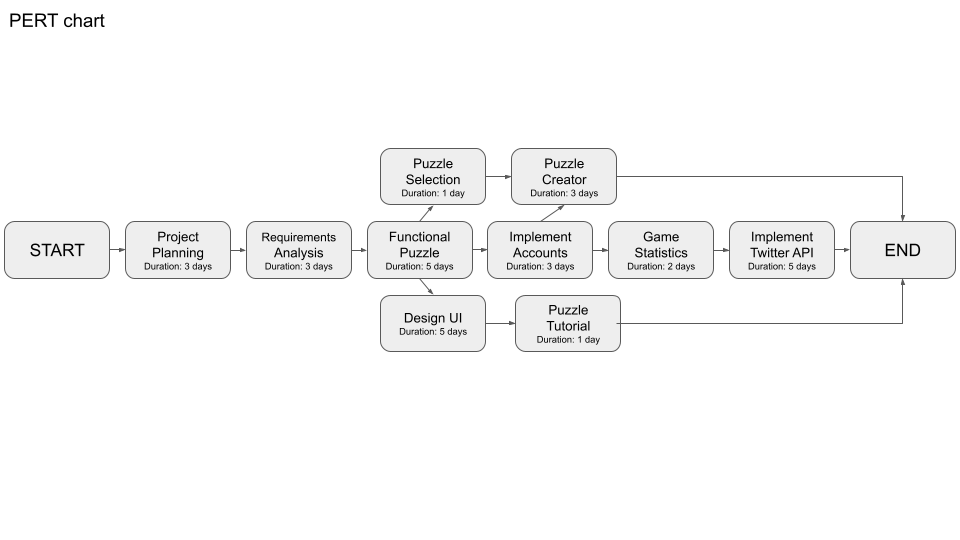 PERT chart
Puzzle
Selection
Duration: 1 day
Puzzle
Creator
Duration: 3 days
START
Project
Planning
Duration: 3 days
Requirements
Analysis
Duration: 3 days
Functional
Puzzle
Duration: 5 days
Implement
Accounts
Duration: 3 days
Game
Statistics
Duration: 2 days
Implement
Twitter API
Duration: 5 days
END
Design UI
Duration: 5 days
Puzzle
Tutorial
Duration: 1 day